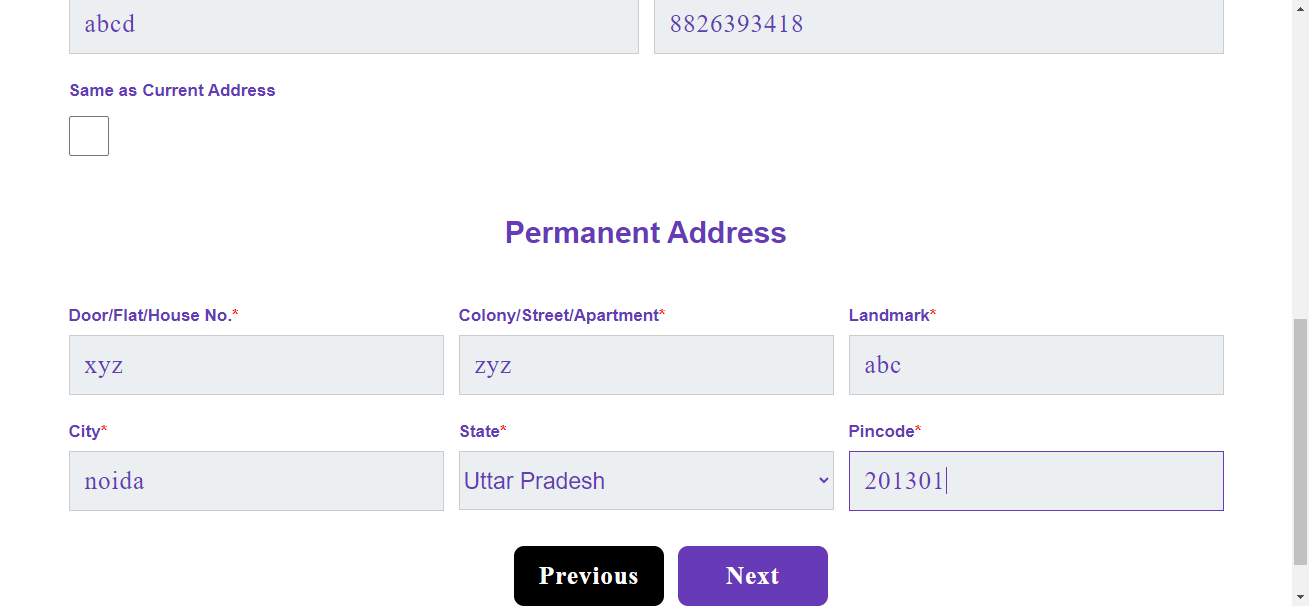 abcd 8826393418
Same as Current Address
Permanent Address
Door/Flat/House No.* Colony/Street/Apartment* Landmark*
xyz zyz abc
City* State* Pincode*
noida Uttar Pradesh 201301
Previous Next